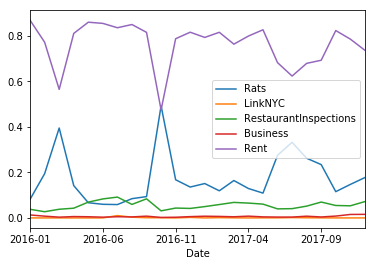 0.8
0.6
0.4
0.2
0.0
Rats
LinkNYC
RestaurantInspections
Business
Rent
2016-01 2016-06 2016-11 2017-04 2017-09
Date